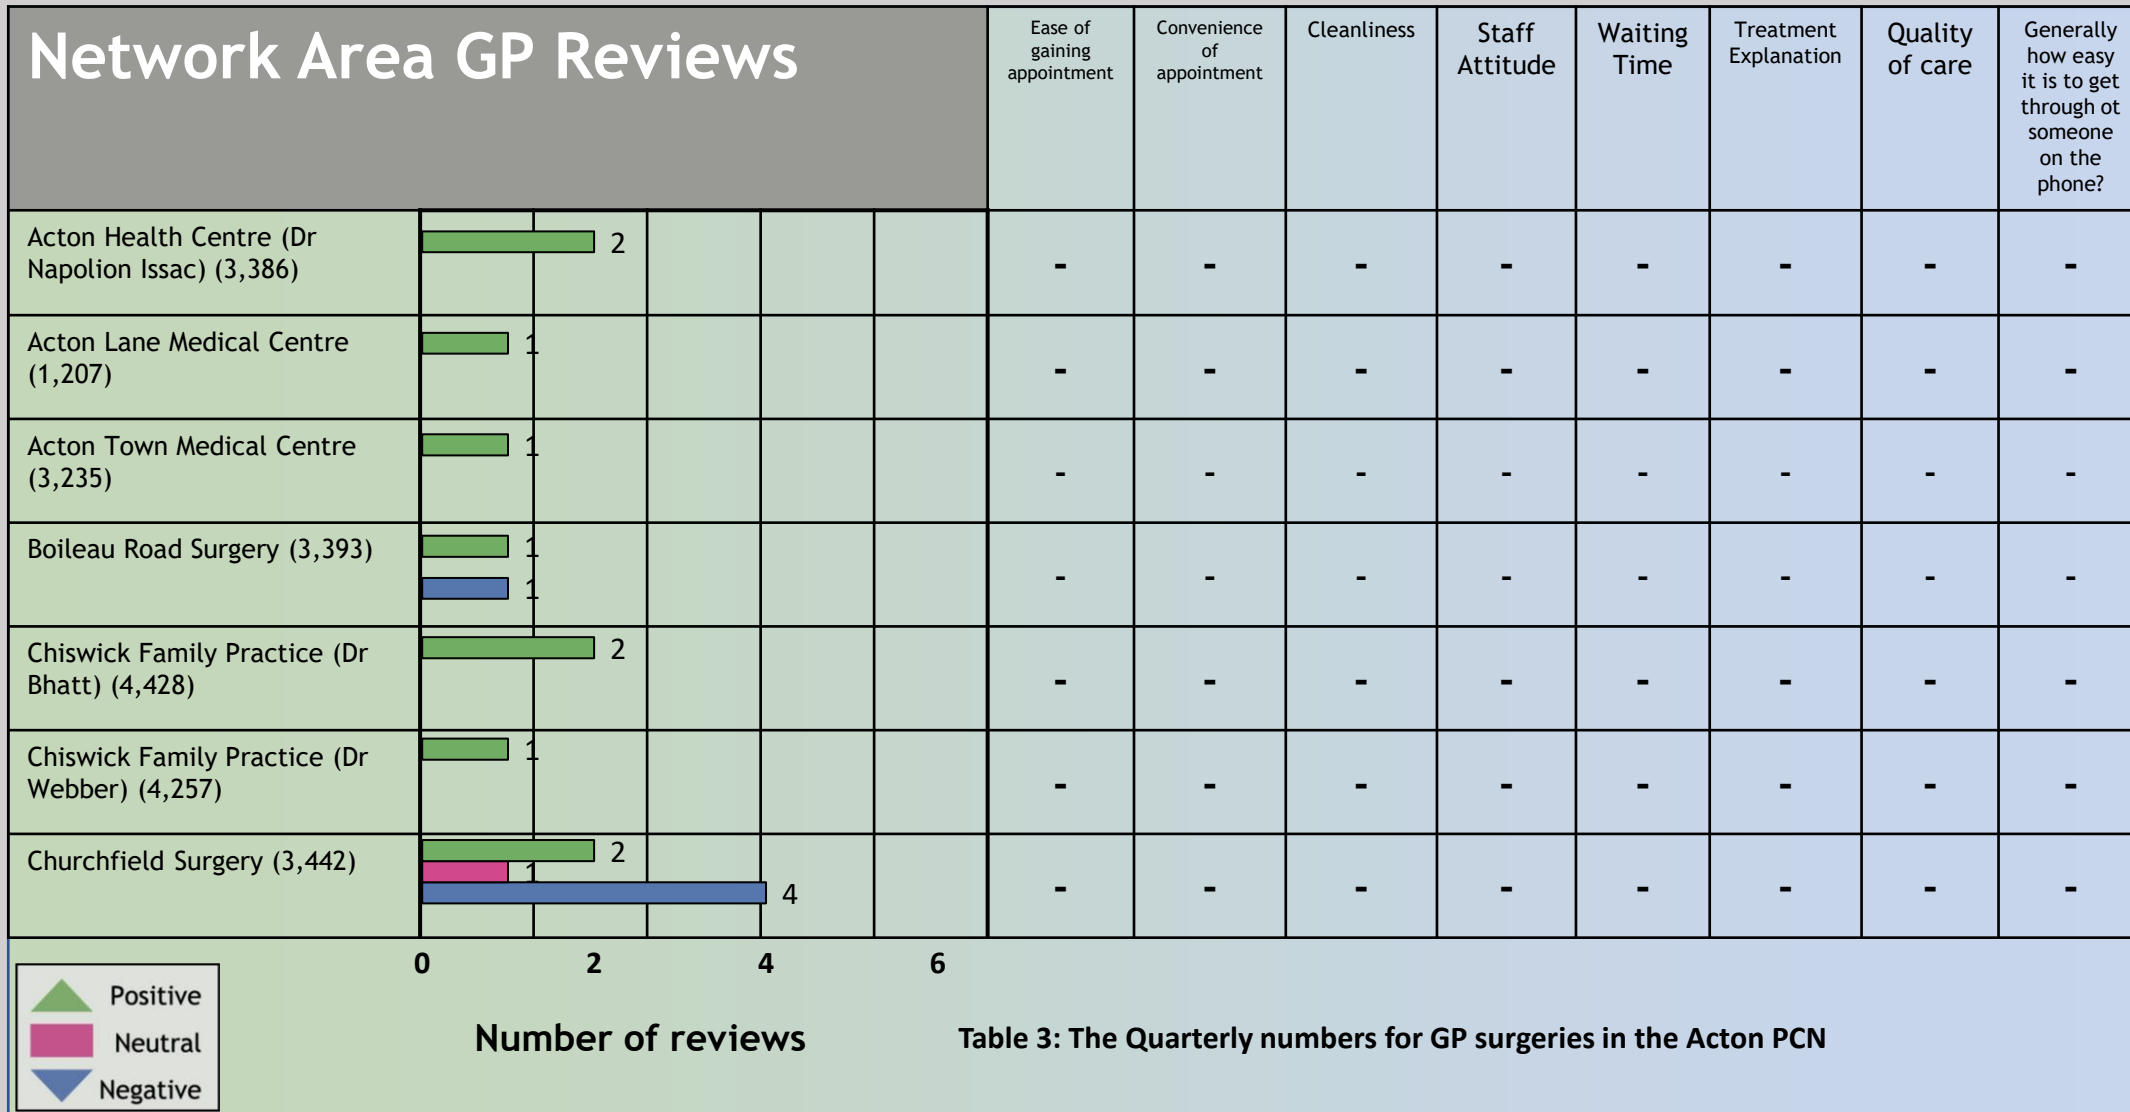 Network Area GP Reviews
Ease of
gaining
appointment
Convenience
of
appointment
Cleanliness
Staff
Attitude
Waiting
Time
Treatment
Explanation
Quality
of care
Generally
how easy
it is to get
through ot
someone
on the
phone?
Acton Health Centre (Dr
Napolion Issac) (3,386)
2
- - - - - - - -
Acton Lane Medical Centre
(1,207)
1
- - - - - - - -
Acton Town Medical Centre
(3,235)
1
- - - - - - - -
Boileau Road Surgery (3,393)
1
1
- - - - - - - -
Chiswick Family Practice (Dr
Bhatt) (4,428)
2
- - - - - - - -
Chiswick Family Practice (Dr
Webber) (4,257)
1
- - - - - - - -
Churchfield Surgery (3,442)
2
1
4
- - - - - - - -
0 2 4 6
Positive
Neutral
Negative
Number of reviews
Table 3: The Quarterly numbers for GP surgeries in the Acton PCN